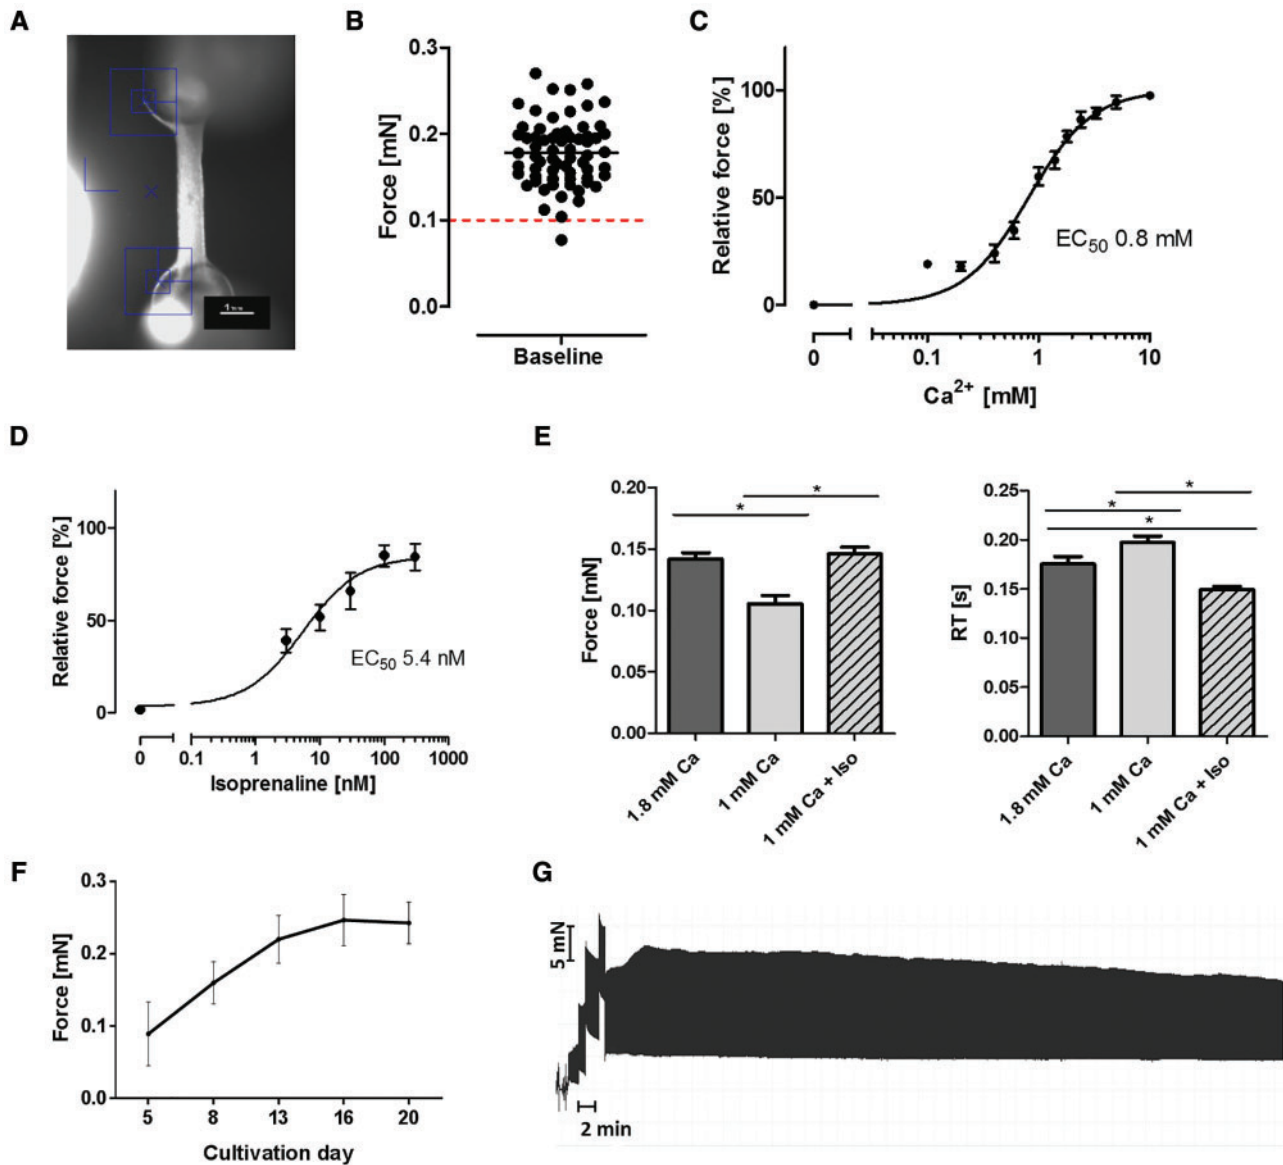 A
1 mm
B
0.3
0.2
0.1
0.0
Force [mN]
Baseline
C
100
50
0
Relative force [%]
EC50 0.8 mM
0 0.1 1 10
Ca2+ [mM]
D
100
50
0
Relative force [%]
EC50 5.4 nM
0 0.1 1 10 100 1000
Isoprenaline [nM]
E
0.20
0.15
0.10
0.05
0.00
Force [mN]
*
*
1.8 mM Ca
1 mM Ca
1 mM Ca + Iso
0.25
0.20
0.15
0.10
0.05
0.00
RT [s]
*
*
*
1.8 mM Ca
1 mM Ca
1 mM Ca + Iso
F
0.3
0.2
0.1
0.0
Force [mN]
5 8 13 16 20
Cultivation day
G
5 mN
2 min